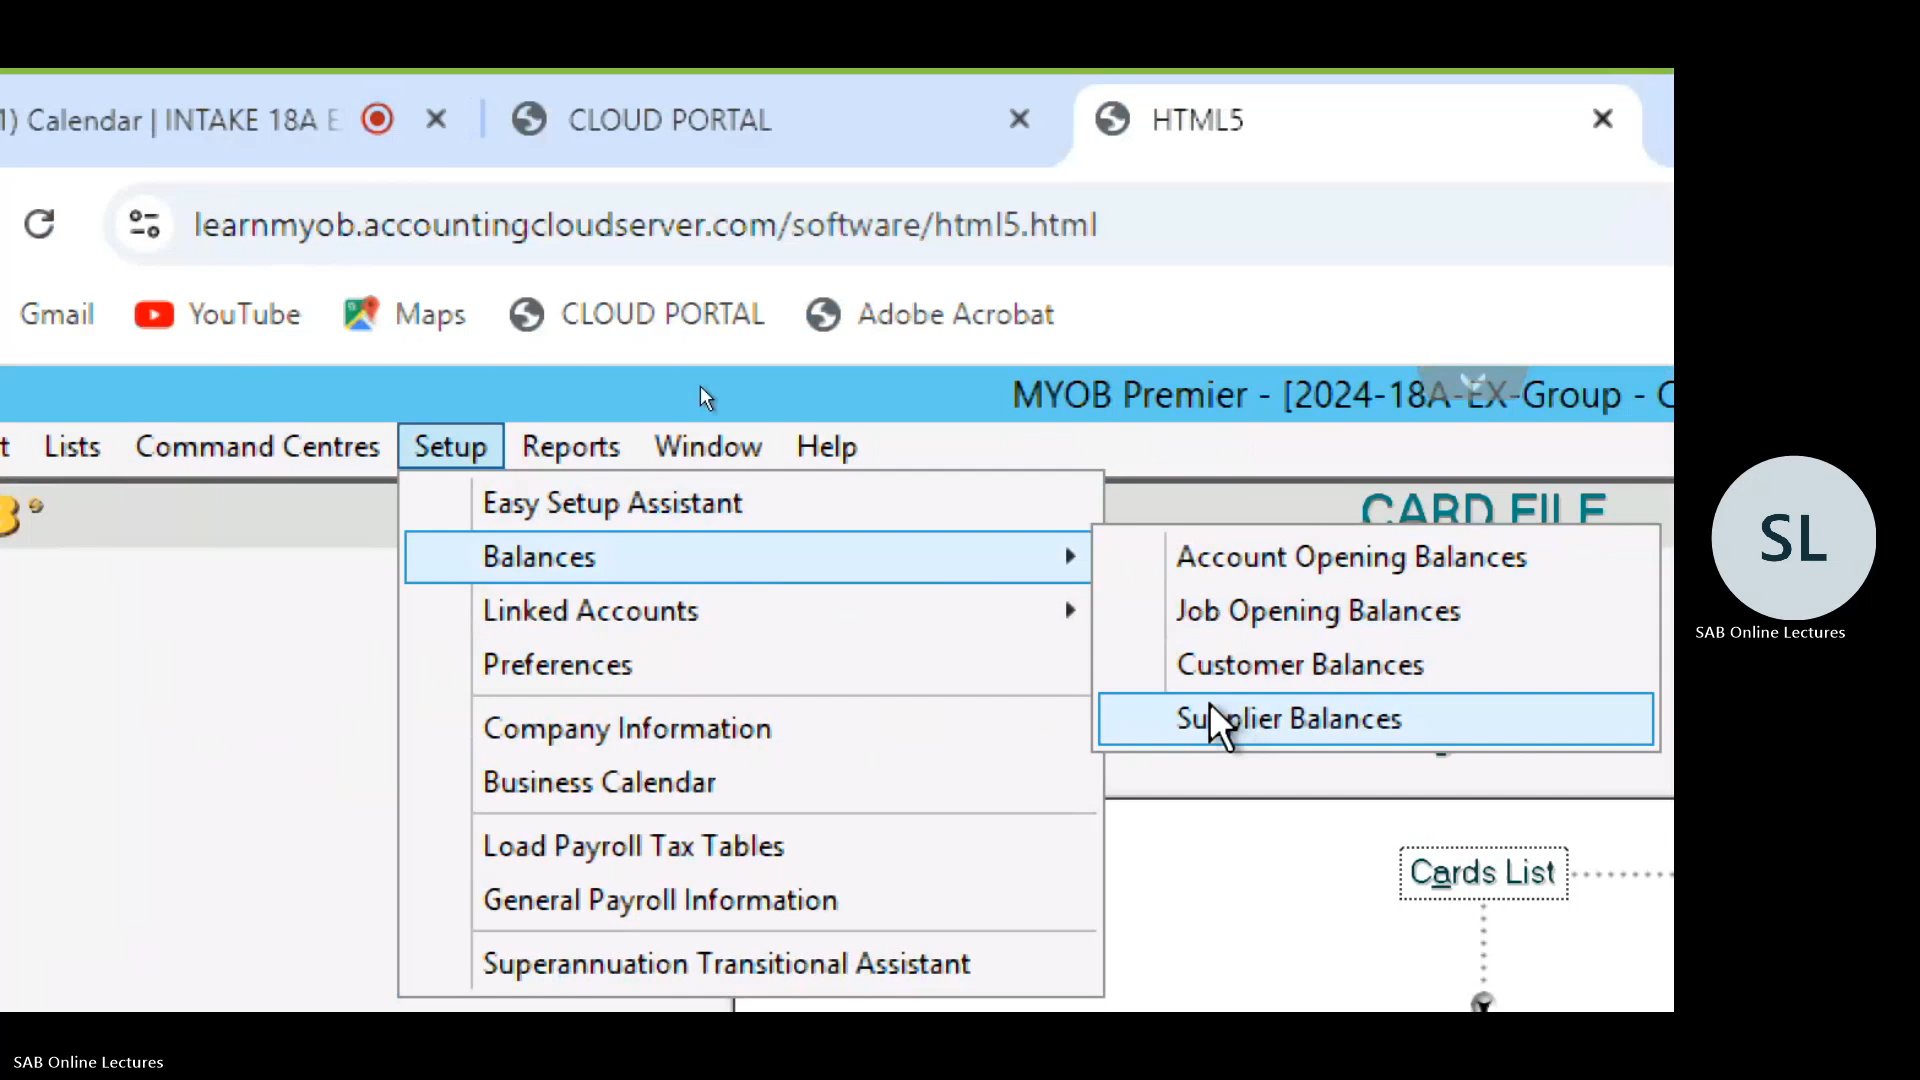 1) Calendar | INTAKE 18A E
CLOUD PORTAL
HTML5
learnmyob.accountingcloudserver.com/software/html5.html
Gmail YouTube Maps CLOUD PORTAL Adobe Acrobat
MYOB Premier - [2024-18A-EX-Group - C
t Lists Command Centres Setup Reports Window Help
CARD FILE
Easy Setup Assistant
Balances
Linked Accounts
Preferences
Company Information
Business Calendar
Load Payroll Tax Tables
General Payroll Information
Superannuation Transitional Assistant
Account Opening Balances
Job Opening Balances
Customer Balances
Supplier Balances
Cards List
SL
SAB Online Lectures
SAB Online Lectures